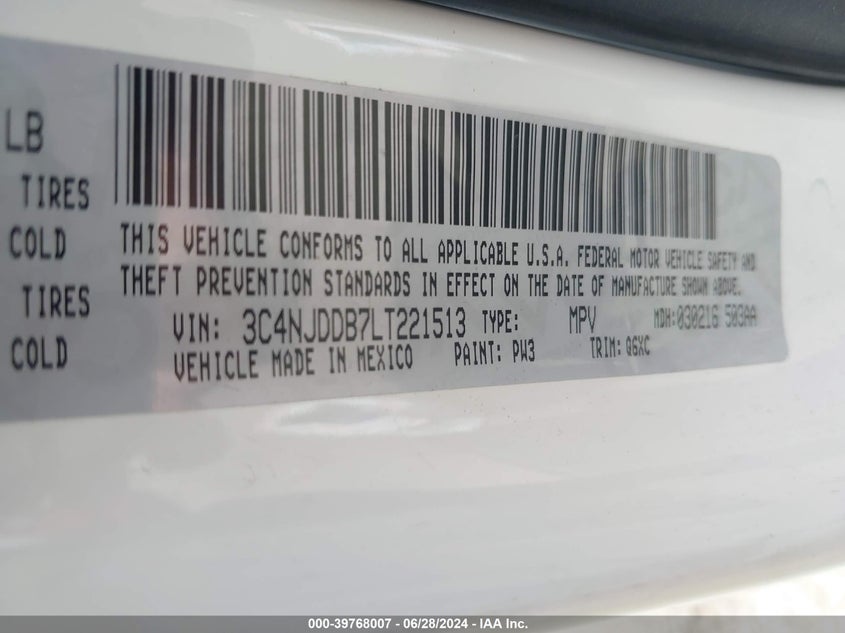 LB
TIRES
COLD
TIRES
COLD
THIS VEHICLE CONFORMS TO ALL APPLICABLE U.S.A. FEDERAL MOTOR VEHICLE SAFETY AND
THEFT PREVENTION STANDARDS IN EFFECT ON THE DATE OF MANUFACTURE SHOWN ABOVE.
VIN: 3C4NJDDB7LT221513 TYPE: MPV MDH:030216 503AA
VEHICLE MADE IN MEXICO PAINT: PW3 TRIM: G6XC
000-39768007 - 06/28/2024 - IAA Inc.